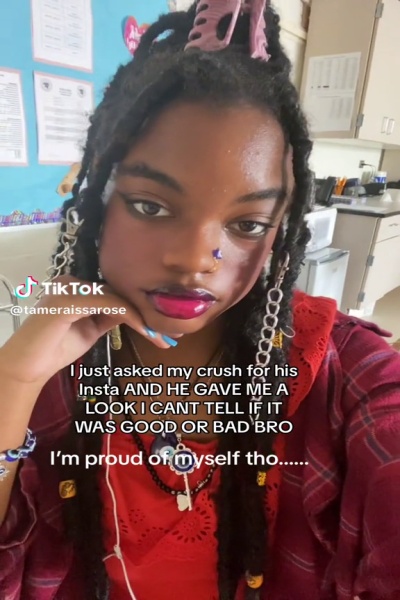 TikTok
@tameraissarose
I just asked my crush for his
Insta AND HE GAVE ME A
LOOK I CANT TELL IF IT
WAS GOOD OR BAD BRO
I'm proud of myself tho......